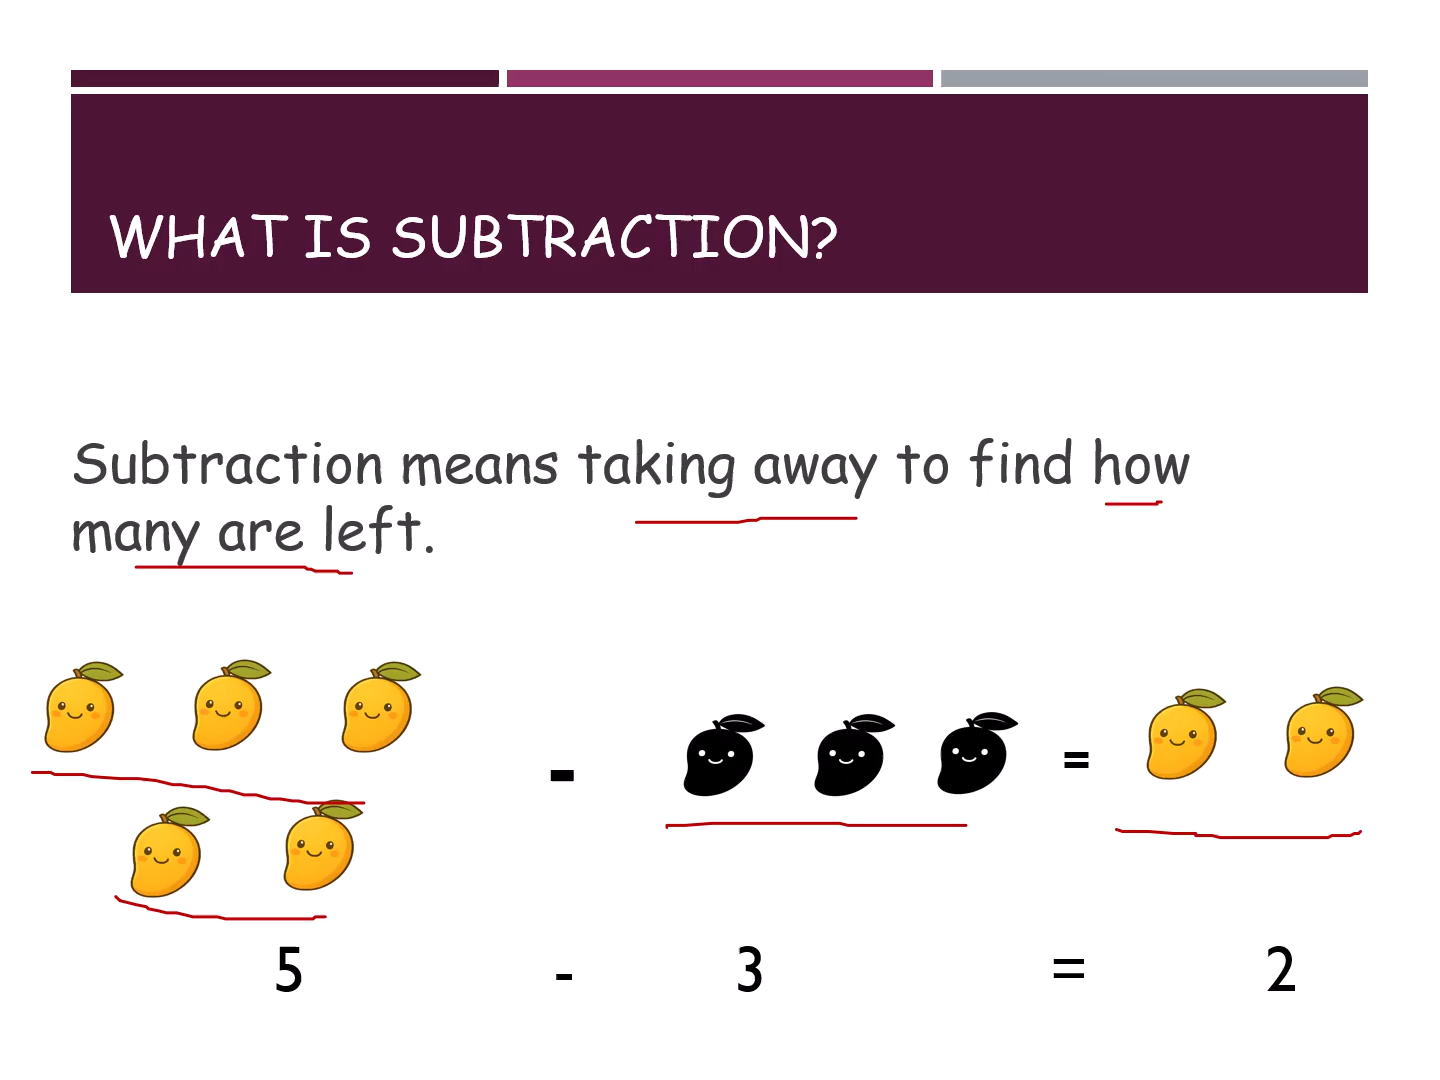 WHAT IS SUBTRACTION?
Subtraction means taking away to find how
many are left.
- =
5 - 3 = 2